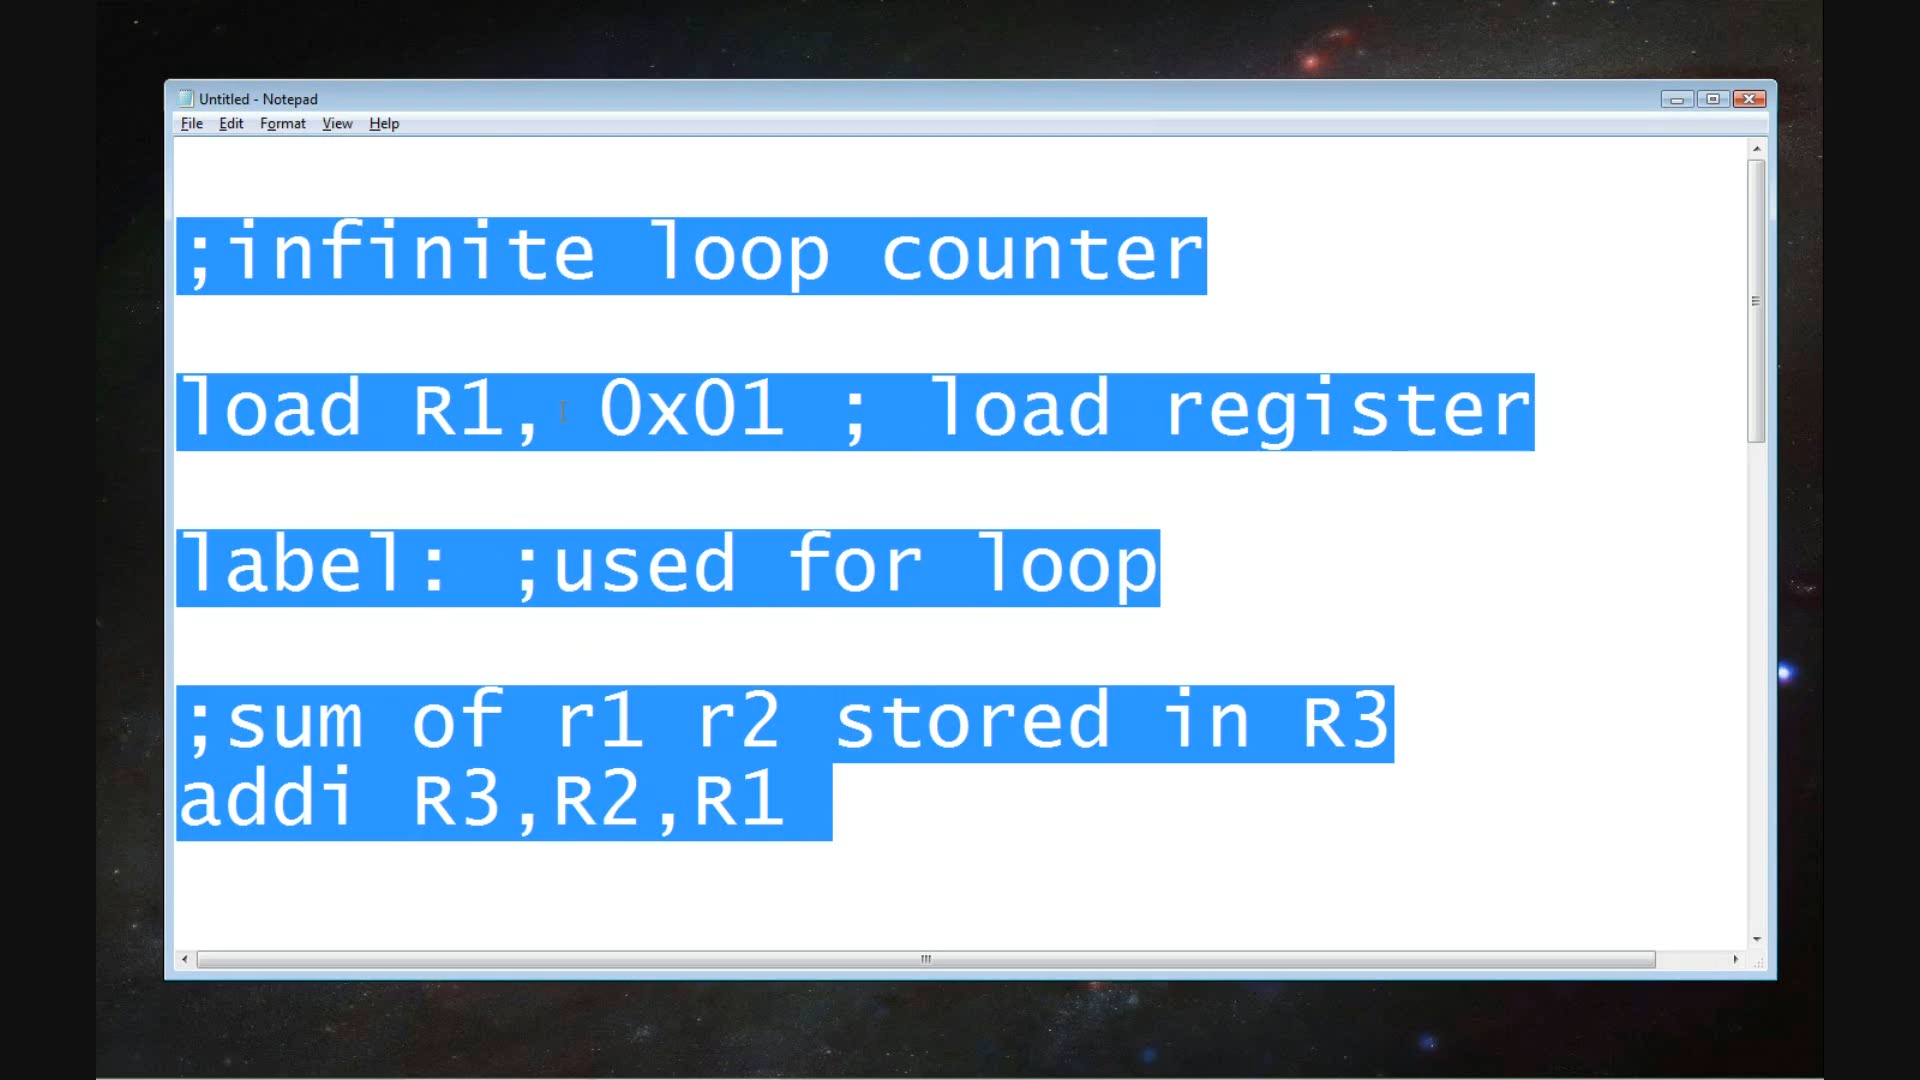 Untitled - Notepad
File Edit Format View Help
;infinite loop counter
load R1, 0x01 ; load register
label: ;used for loop
;sum of r1 r2 stored in R3
addi R3,R2,R1